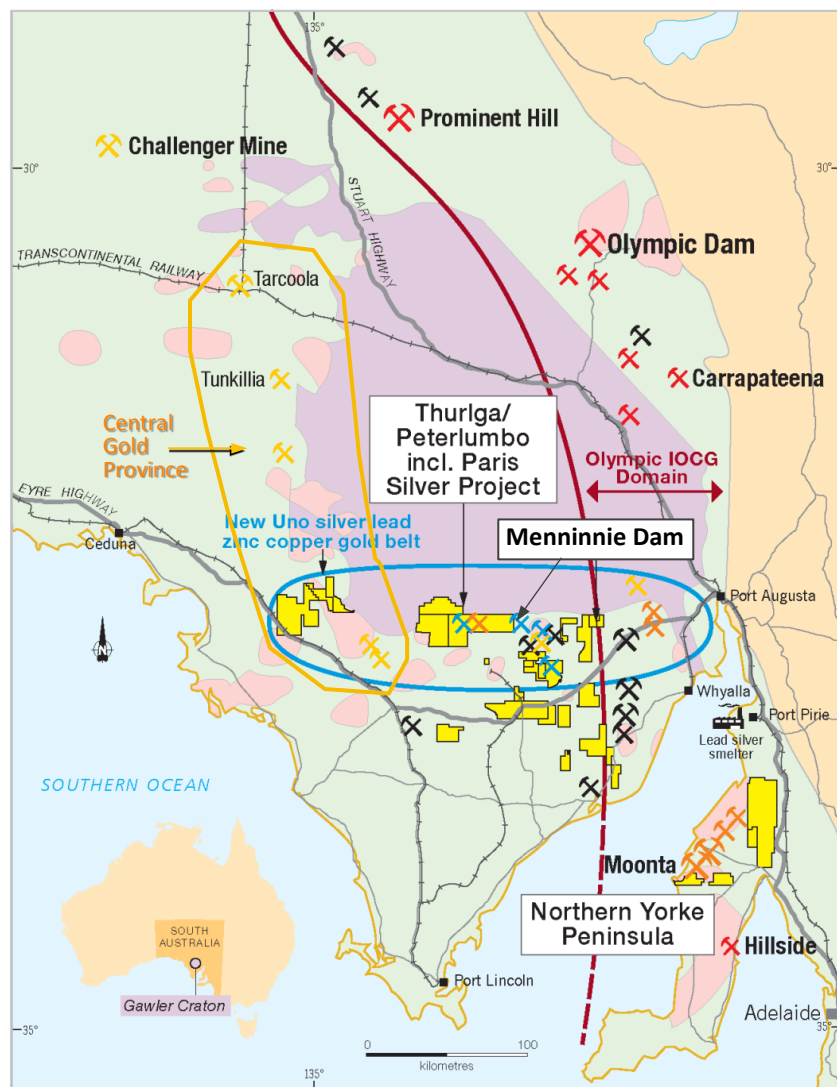 135°
Prominent Hill
Challenger Mine
30°
30°
STUART HIGHWAY
Olympic Dam
TRANSCONTINENTAL RAILWAY
Tarcoola
Tunkillia
Carrapateena
Thurlga/
Peterlumbo
incl. Paris
Silver Project
Central
Gold
Province
Olympic IOCG
Domain
EYRE HIGHWAY
New Uno silver lead
zinc copper gold belt
Menninnie Dam
Ceduna
Port Augusta
Whyalla
Port Pirie
Lead silver
smelter
SOUTHERN OCEAN
Moonta
Northern Yorke
Peninsula
Hillside
SOUTH
AUSTRALIA
Port Lincoln
Gawler Craton
Adelaide
35°
35°
0
100
kilometres
135°